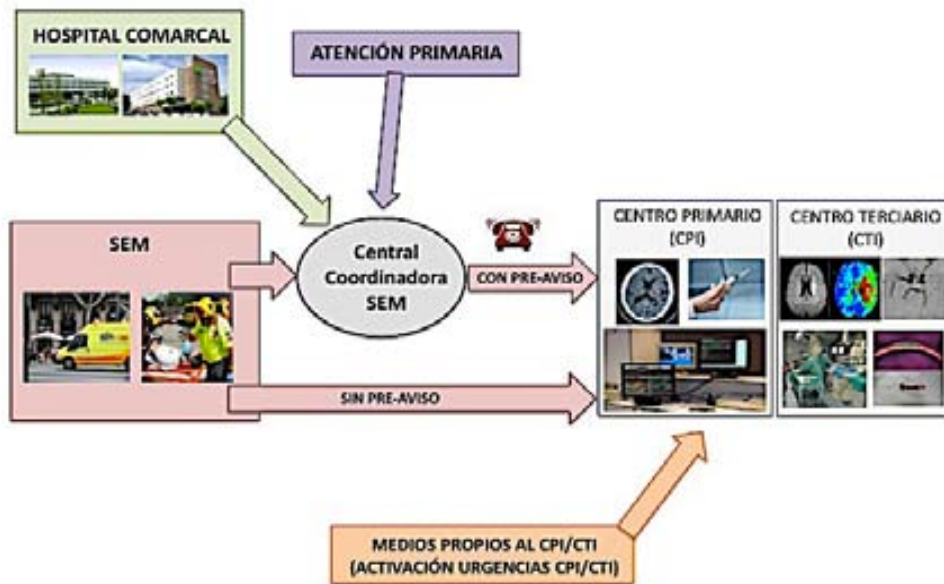 HOSPITAL COMARCAL
ATENCIÓN PRIMARIA
SEM
Central
Coordinadora
SEM
CON PRE-AVISO
SIN PRE-AVISO
CENTRO PRIMARIO
(CPI)
CENTRO TERCIARIO
(CTI)
MEDIOS PROPIOS AL CPI/CTI
(ACTIVACIÓN URGENCIAS CPI/CTI)